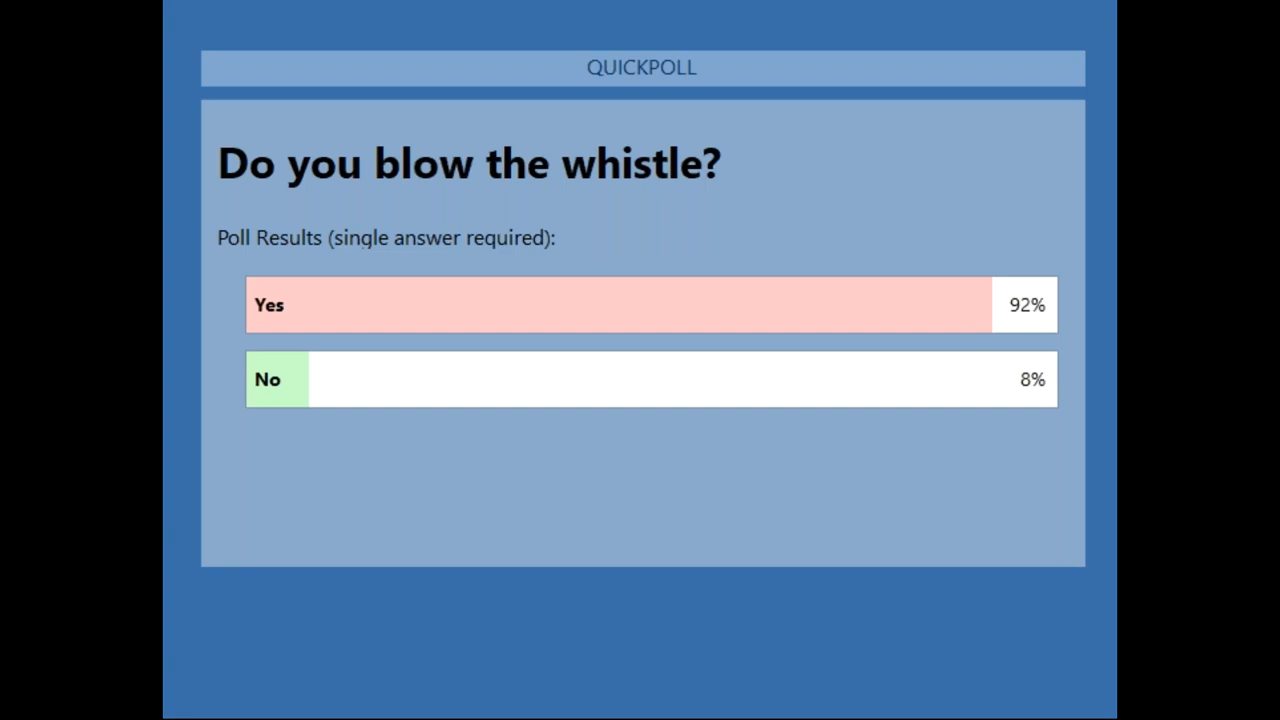 QUICKPOLL
Do you blow the whistle?
Poll Results (single answer required):
Yes 92%
No 8%